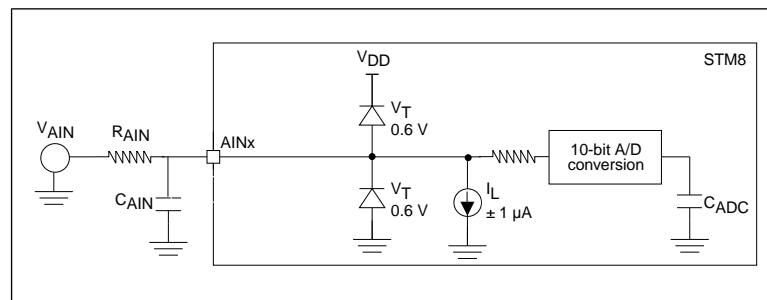 STM8
VDD
VT
0.6 V
VAIN
RAIN
AINx
10-bit A/D
conversion
CAIN
VT
0.6 V
IL
± 1 µA
CADC